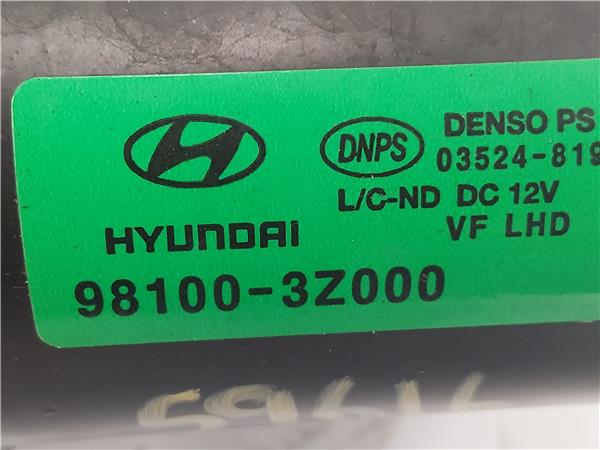 DNPS
DENSO PS
03524-819
L/C-ND DC 12V
VF LHD
HYUNDAI
98100-3Z000